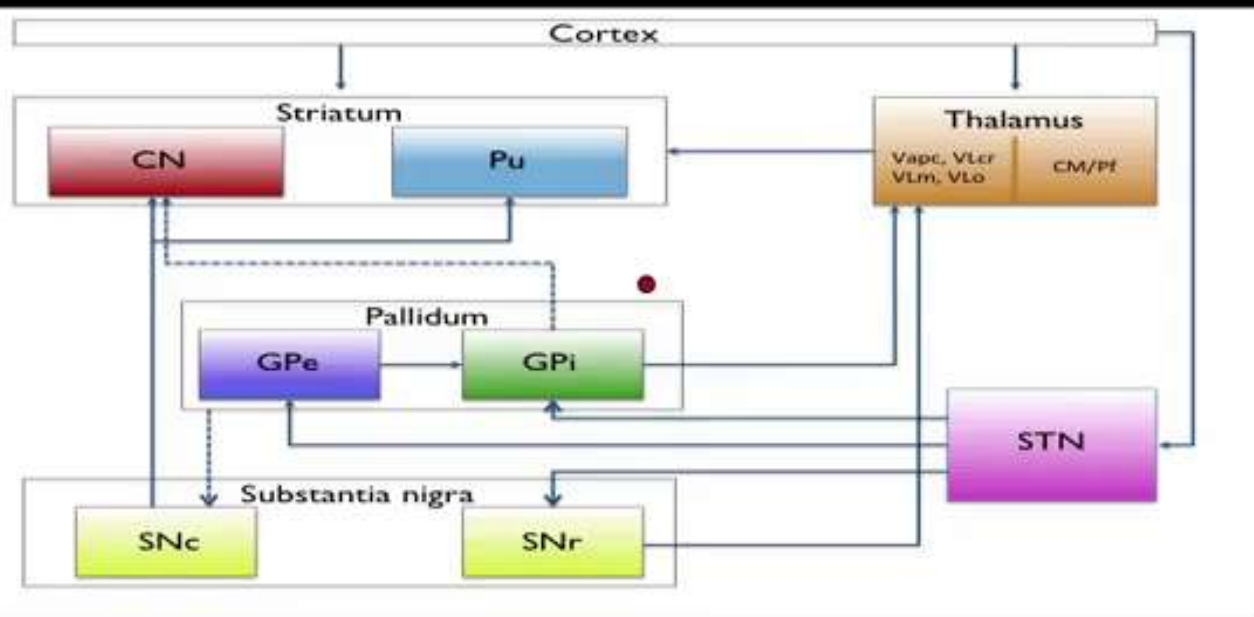 Cortex
Striatum
CN
Pu
Thalamus
Vapc, VLcr
VLm, VLo
CM/Pf
Pallidum
GPe
GPi
STN
Substantia nigra
SNc
SNr